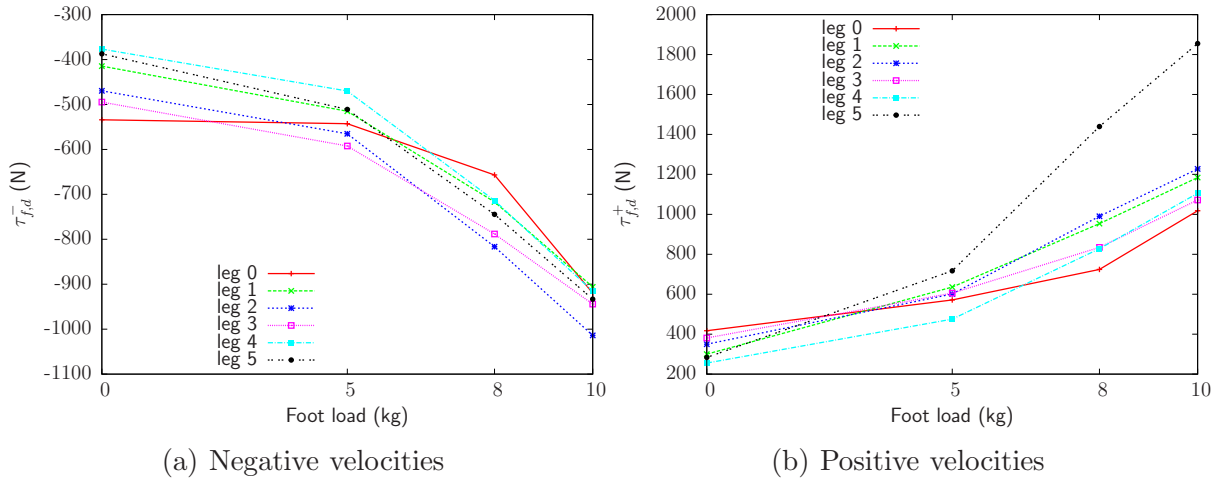 -300
-400
-500
-600
-700
-800
-900
-1000
-1100
0
5
8
10
τ⁻f,d (N)
Foot load (kg)
leg 0
leg 1
leg 2
leg 3
leg 4
leg 5
(a) Negative velocities
2000
1800
1600
1400
1200
1000
800
600
400
200
0
5
8
10
τ⁺f,d (N)
Foot load (kg)
leg 0
leg 1
leg 2
leg 3
leg 4
leg 5
(b) Positive velocities